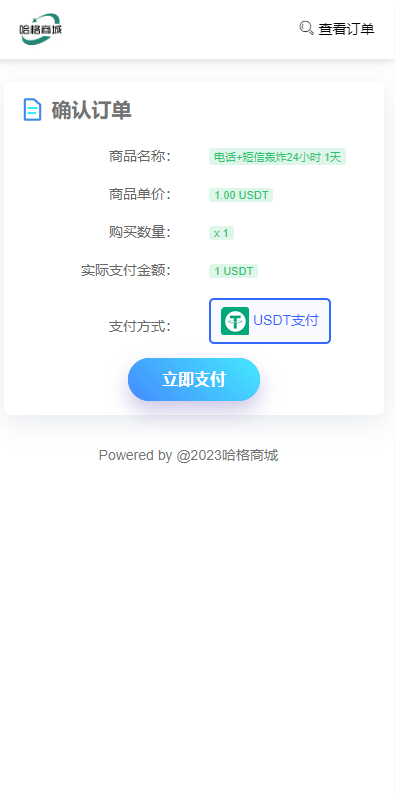 哈格商城
查看订单
确认订单
商品名称： 电话+短信轰炸24小时 1天
商品单价： 1.00 USDT
购买数量： x 1
实际支付金额： 1 USDT
支付方式： USDT支付
立即支付
Powered by @2023哈格商城